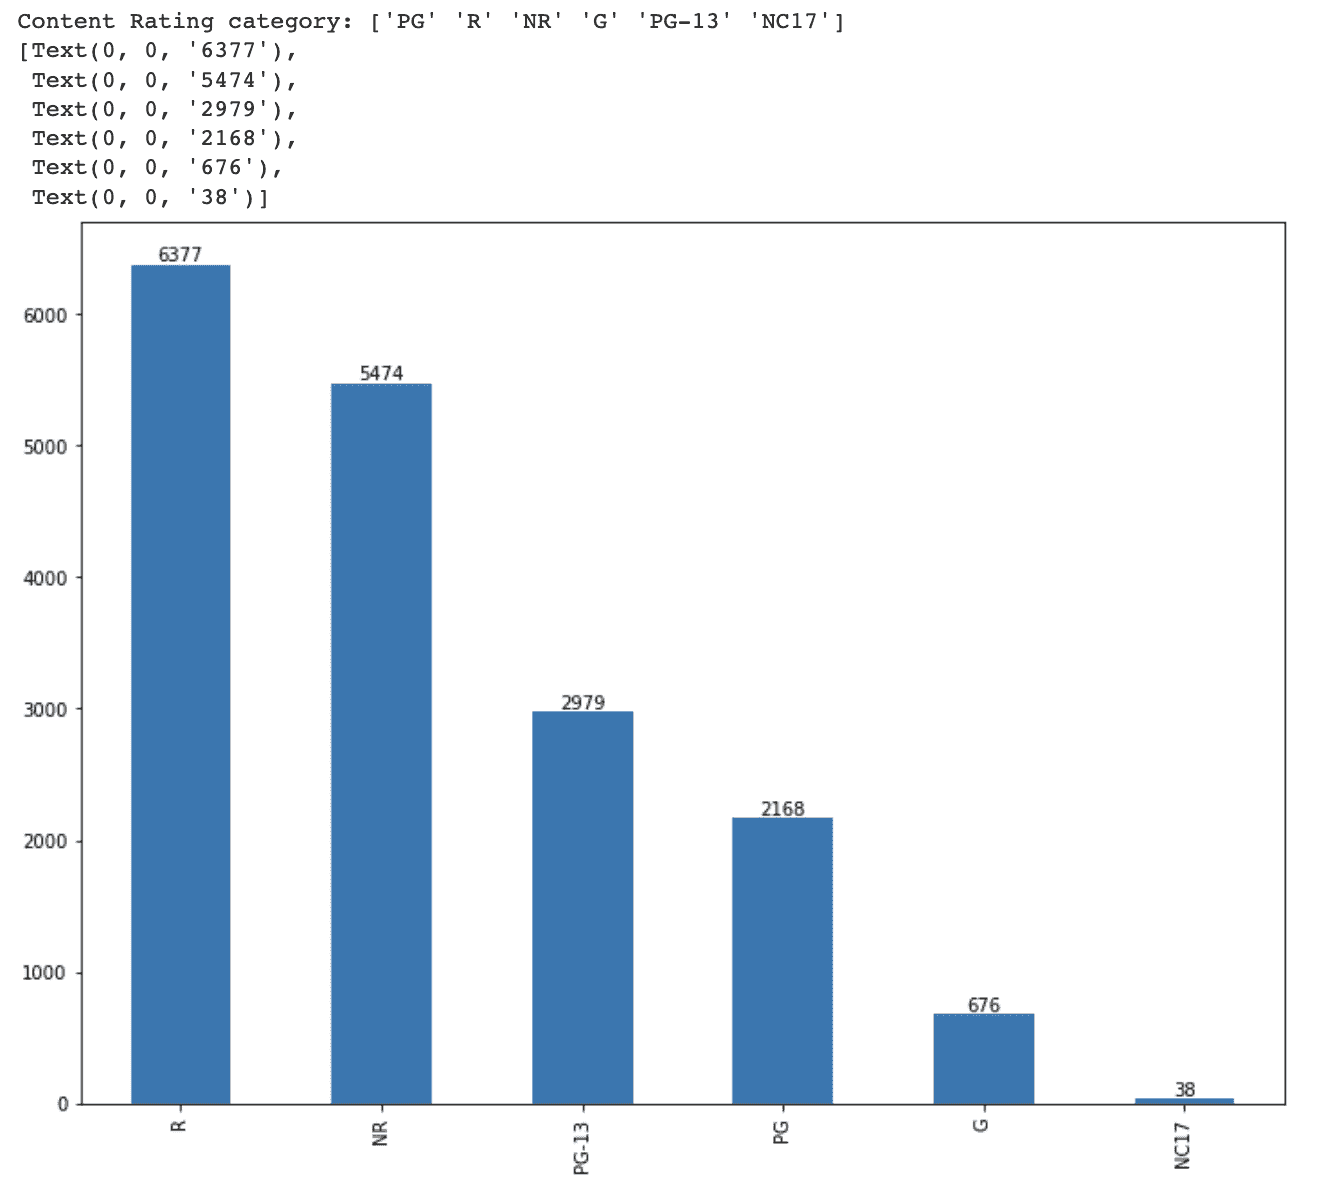 Content Rating category: ['PG' 'R' 'NR' 'G' 'PG-13' 'NC17']
[Text(0, 0, '6377'),
 Text(0, 0, '5474'),
 Text(0, 0, '2979'),
 Text(0, 0, '2168'),
 Text(0, 0, '676'),
 Text(0, 0, '38')]
6377
6000
5474
5000
4000
3000
2979
2168
2000
1000
676
38
0
R
NR
PG-13
PG
G
NC17